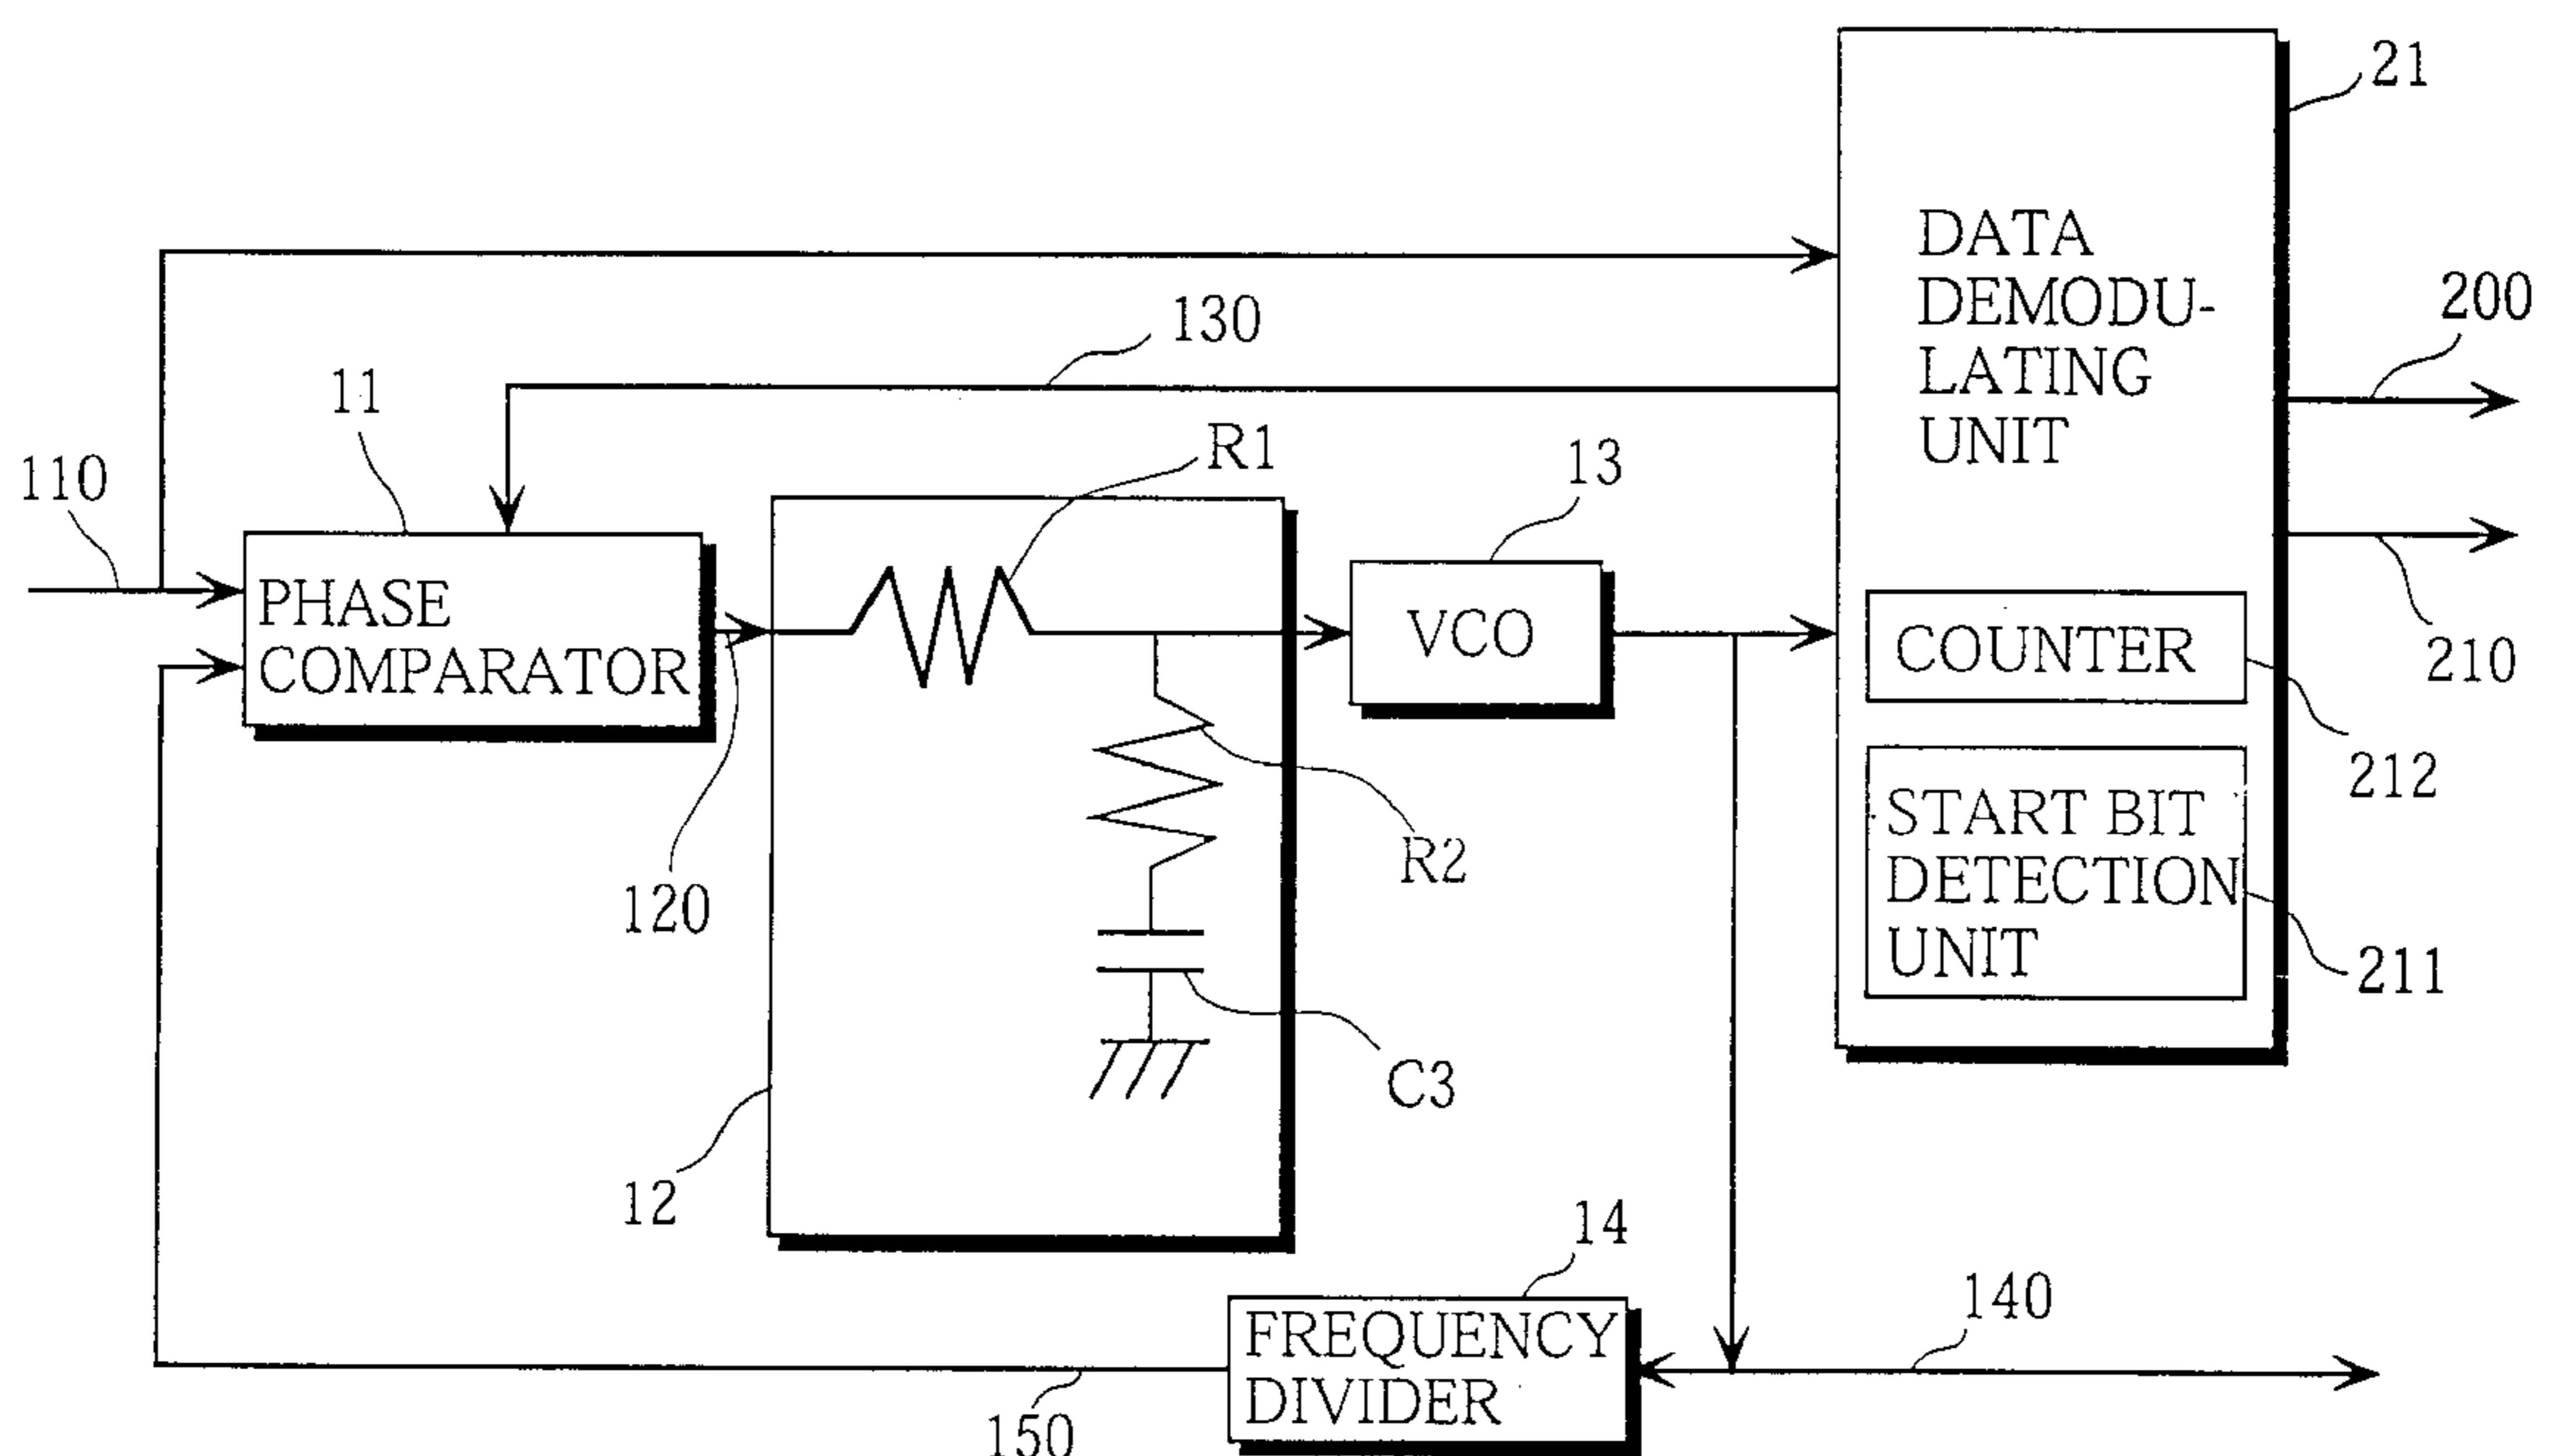 21
DATA
DEMODU-
LATING
UNIT
200
130
11
R1
13
110
PHASE
COMPARATOR
VCO
COUNTER
210
212
START BIT
DETECTION
UNIT
R2
120
211
C3
12
14
140
FREQUENCY
DIVIDER
150